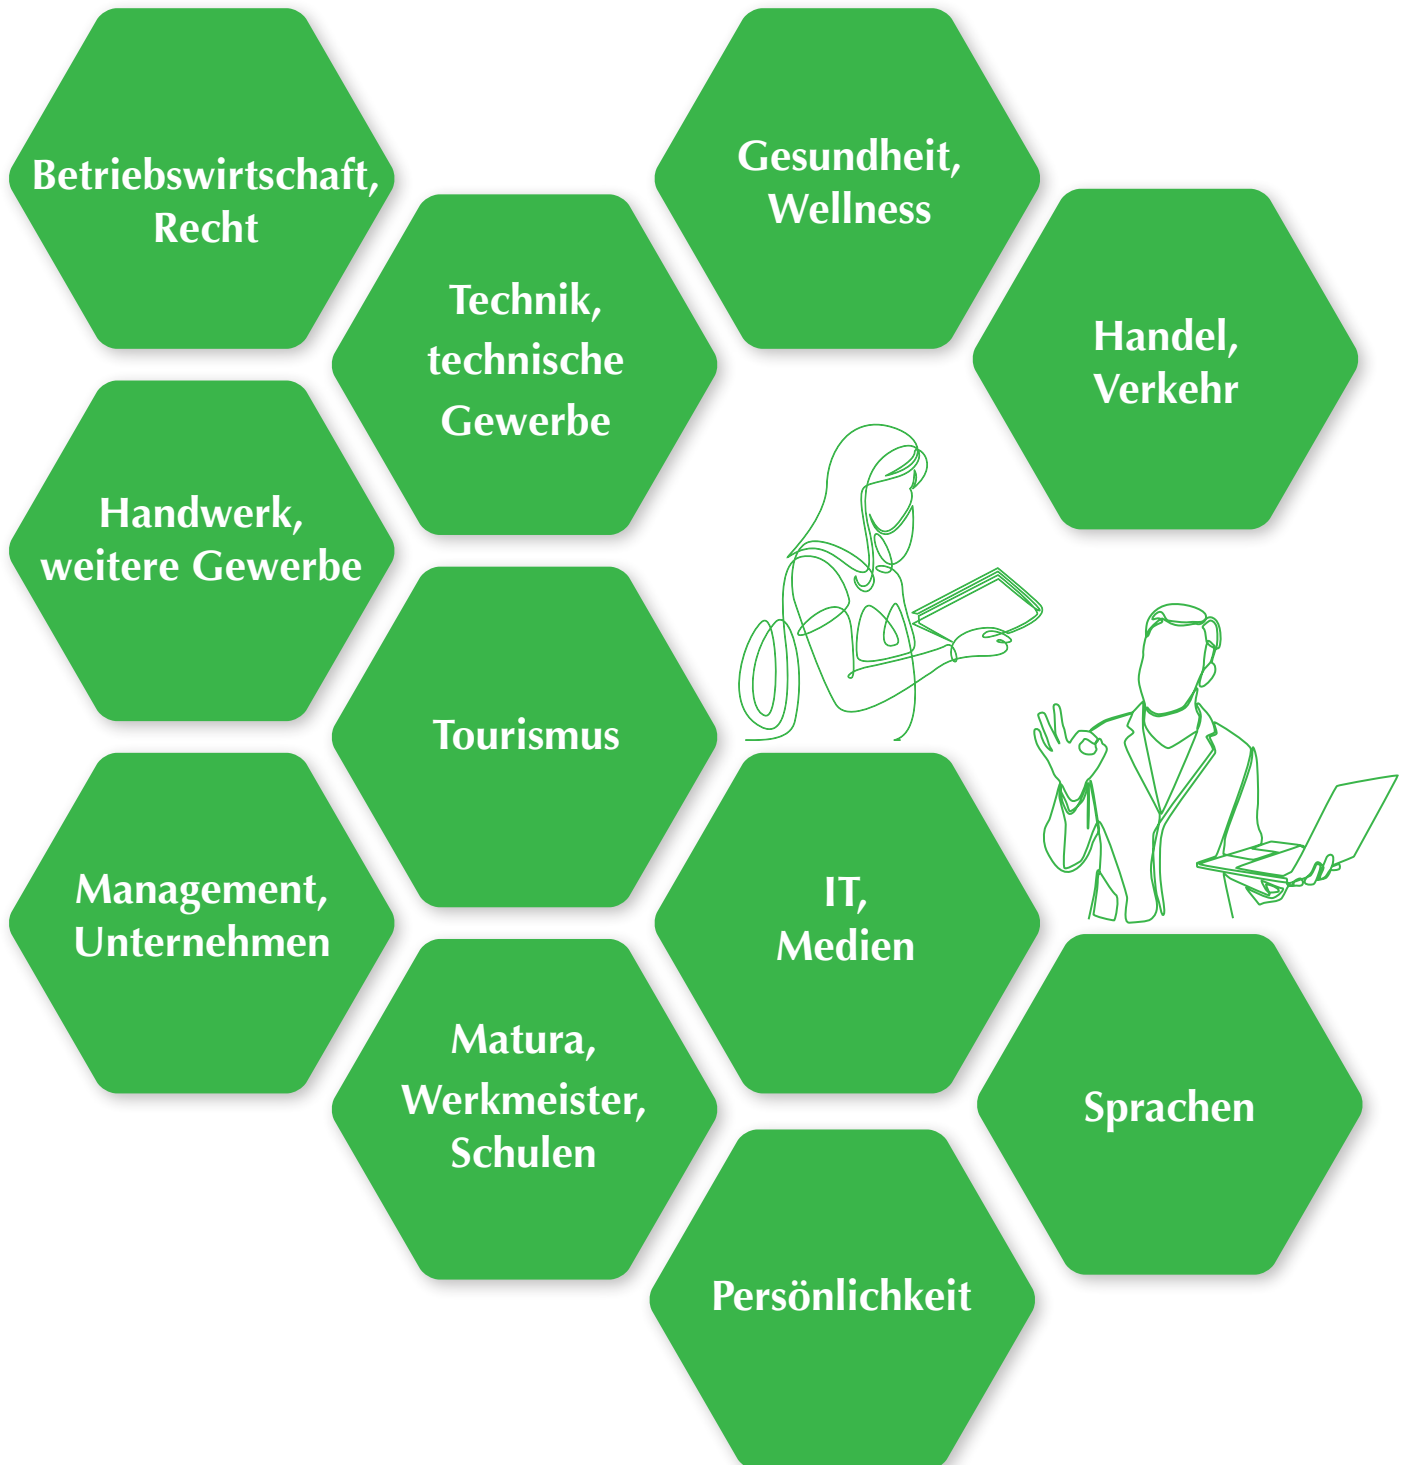 Betriebswirtschaft,
Recht
Gesundheit,
Wellness
Technik,
technische
Gewerbe
Handel,
Verkehr
Handwerk,
weitere Gewerbe
Tourismus
Management,
Unternehmen
IT,
Medien
Matura,
Werkmeister,
Schulen
Sprachen
Persönlichkeit